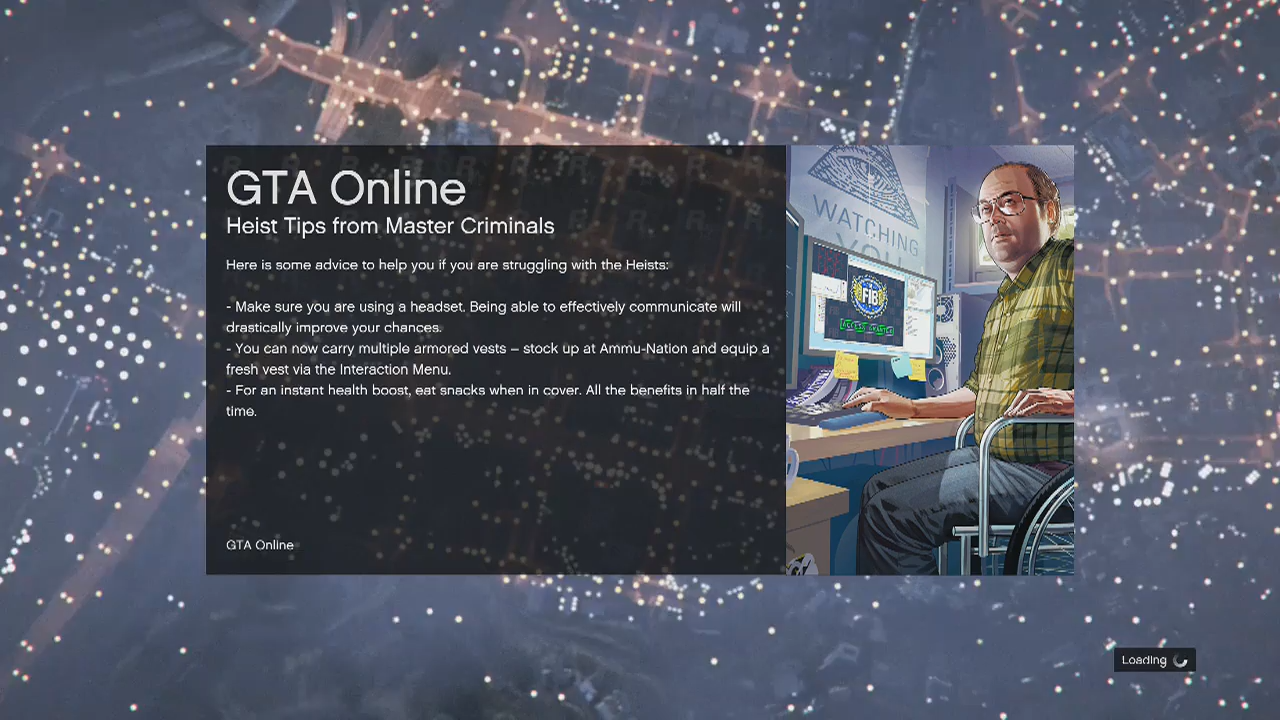 GTA Online
Heist Tips from Master Criminals
Here is some advice to help you if you are struggling with the Heists:
- Make sure you are using a headset. Being able to effectively communicate will
drastically improve your chances.
- You can now carry multiple armored vests – stock up at Ammu-Nation and equip a
fresh vest via the Interaction Menu.
- For an instant health boost, eat snacks when in cover. All the benefits in half the
time.
GTA Online
WATCHING
YOU
FIB
ACCESS GRANTED
Loading